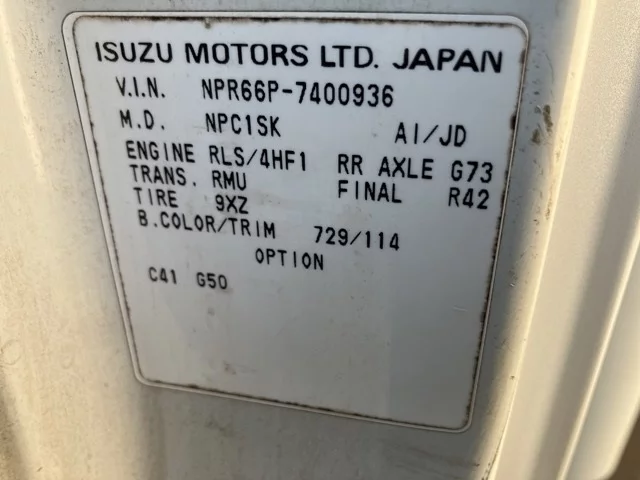 ISUZU MOTORS LTD. JAPAN
V.I.N. NPR66P-7400936
M.D. NPC1SK AI/JD
ENGINE RLS/4HF1 RR AXLE G73
TRANS. RMU FINAL R42
TIRE 9XZ
B.COLOR/TRIM 729/114
OPTION
C41 G50